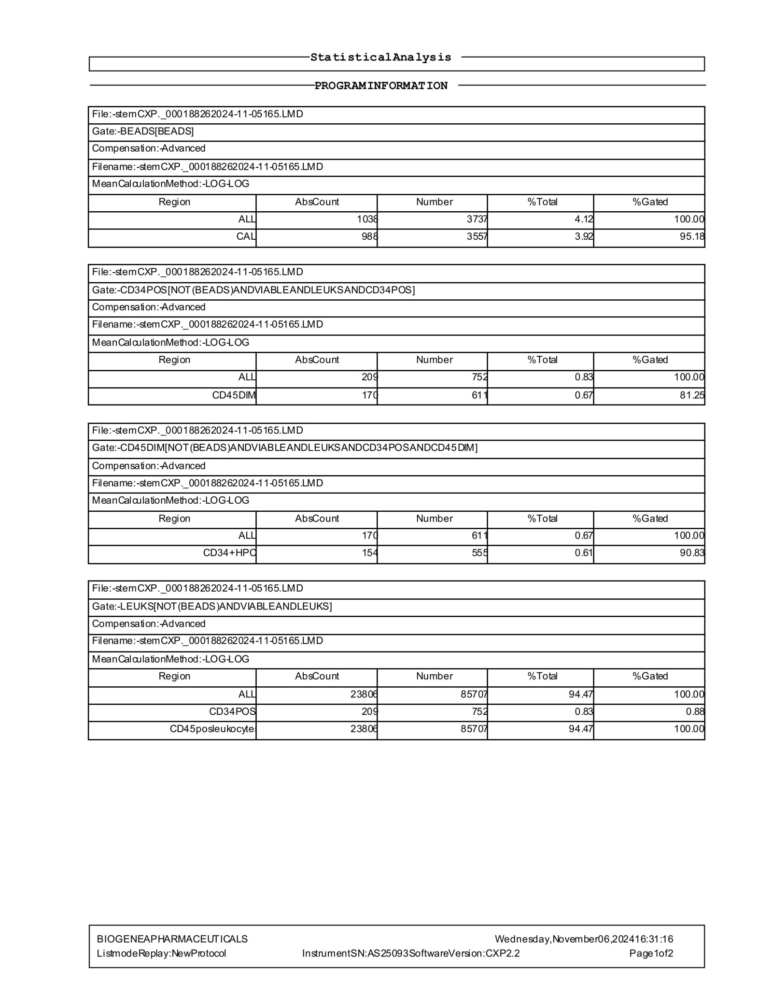 StatisticalAnalysis
PROGRAMINFORMATION
File:-stemCXP._000188262024-11-05165.LMD
Gate:-BEADS[BEADS]
Compensation:-Advanced
Filename:-stemCXP._000188262024-11-05165.LMD
MeanCalculationMethod:-LOG-LOG
Region AbsCount Number %Total %Gated
ALL 1038 3737 4.12 100.00
CAL 988 3557 3.92 95.18
File:-stemCXP._000188262024-11-05165.LMD
Gate:-CD34POS[NOT(BEADS)ANDVIABLEANDLEUKSANDCD34POS]
Compensation:-Advanced
Filename:-stemCXP._000188262024-11-05165.LMD
MeanCalculationMethod:-LOG-LOG
Region AbsCount Number %Total %Gated
ALL 209 752 0.83 100.00
CD45DIM 170 611 0.67 81.25
File:-stemCXP._000188262024-11-05165.LMD
Gate:-CD45DIM[NOT(BEADS)ANDVIABLEANDLEUKSANDCD34POSANDCD45DIM]
Compensation:-Advanced
Filename:-stemCXP._000188262024-11-05165.LMD
MeanCalculationMethod:-LOG-LOG
Region AbsCount Number %Total %Gated
ALL 170 611 0.67 100.00
CD34+HPC 154 555 0.61 90.83
File:-stemCXP._000188262024-11-05165.LMD
Gate:-LEUKS[NOT(BEADS)ANDVIABLEANDLEUKS]
Compensation:-Advanced
Filename:-stemCXP._000188262024-11-05165.LMD
MeanCalculationMethod:-LOG-LOG
Region AbsCount Number %Total %Gated
ALL 23806 85707 94.47 100.00
CD34POS 209 752 0.83 0.88
CD45posleukocytes 23806 85707 94.47 100.00
BIOGENEAPHARMACEUTICALS Wednesday,November06,202416:31:16
ListmodeReplay:NewProtocol InstrumentSN:AS25093SoftwareVersion:CXP2.2 Page1of2